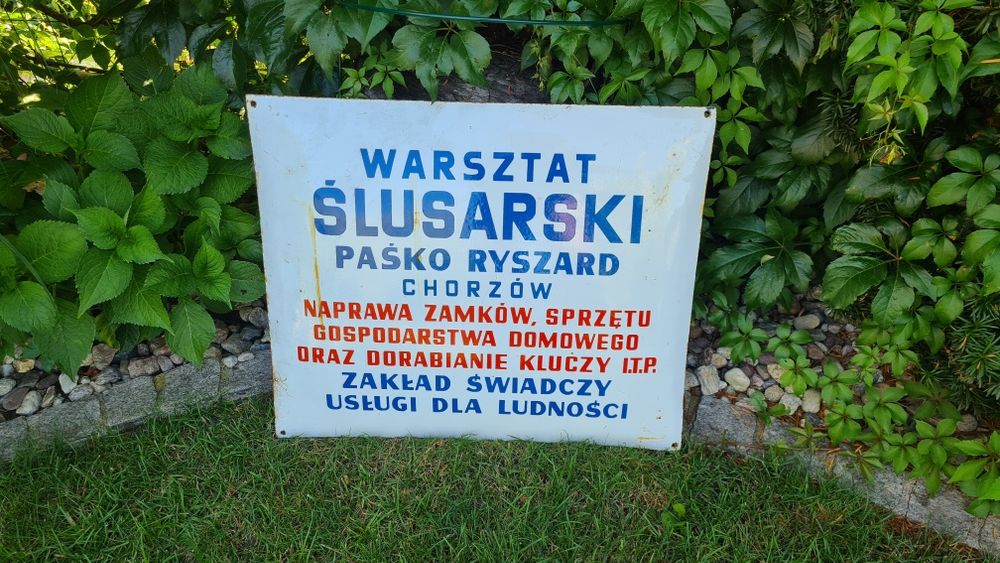 WARSZTAT
ŚLUSARSKI
PAŚKO RYSZARD
CHORZÓW
NAPRAWA ZAMKÓW, SPRZĘTU
GOSPODARSTWA DOMOWEGO
ORAZ DORABIANIE KLUCZY I.T.P.
ZAKŁAD ŚWIADCZY
USŁUGI DLA LUDNOŚCI